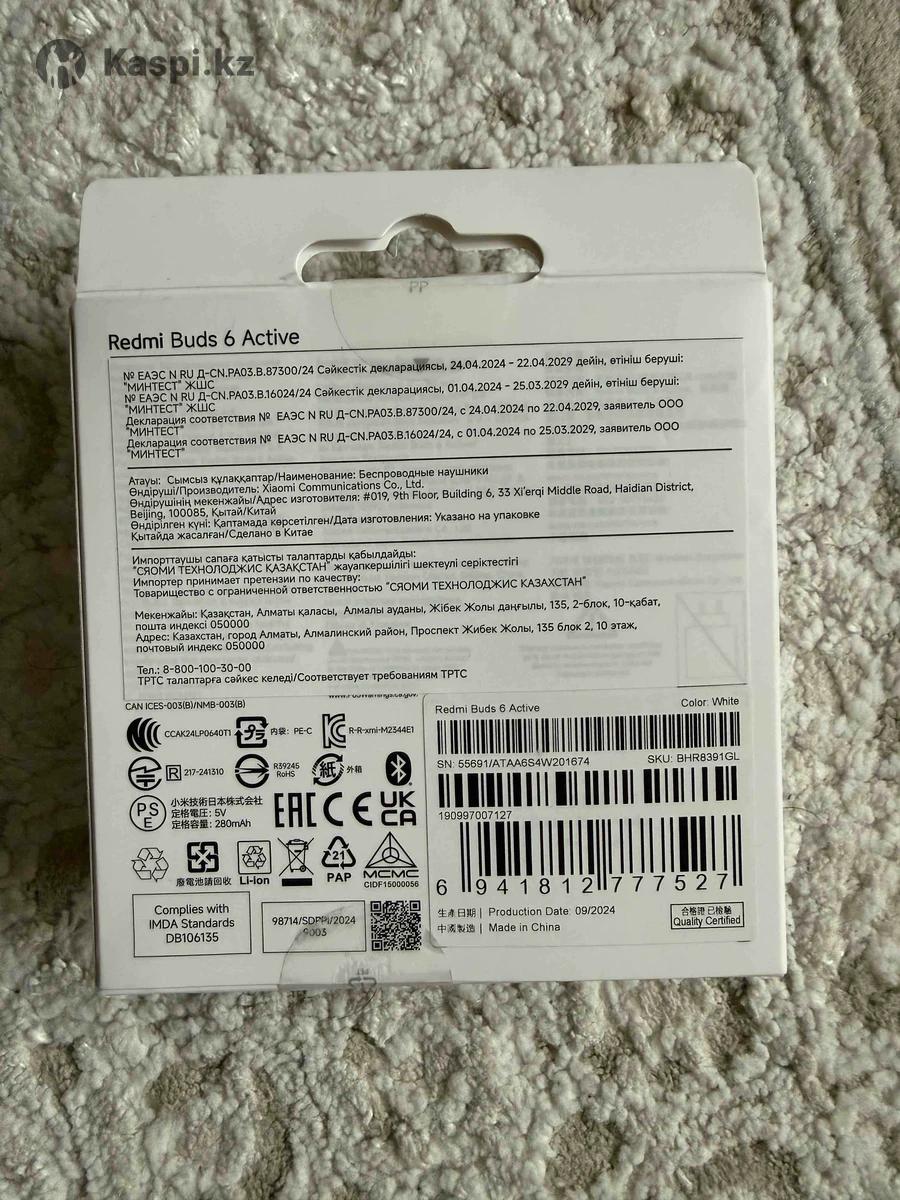 Kaspi.kz
PP
Redmi Buds 6 Active
№ ЕАЭС N RU Д-CN.РА03.В.87300/24 Сәйкестік декларациясы, 24.04.2024 – 22.04.2029 дейін, өтініш беруші:
"МИНТЕСТ" ЖШС
№ ЕАЭС N RU Д-CN.РА03.В.16024/24 Сәйкестік декларациясы, 01.04.2024 - 25.03.2029 дейін, өтініш беруші:
"МИНТЕСТ" ЖШС
Декларация соответствия № ЕАЭС N RU Д-CN.РА03.В.87300/24, с 24.04.2024 по 22.04.2029, заявитель ООО
"МИНТЕСТ"
Декларация соответствия № ЕАЭС N RU Д-CN.РА03.В.16024/24, с 01.04.2024 по 25.03.2029, заявитель ООО
"МИНТЕСТ"
Атауы: Сымсыз құлаққаптар/Наименование: Беспроводные наушники
Өндіруші/Производитель: Xiaomi Communications Co., Ltd.
Өндірушінің мекенжайы/Адрес изготовителя: #019, 9th Floor, Building 6, 33 Xi'erqi Middle Road, Haidian District,
Beijing, 100085, Қытай/Китай
Өндірілген күні: Қаптамада көрсетілген/Дата изготовления: Указано на упаковке
Қытайда жасалған/Сделано в Китае
Импорттаушы сапаға қатысты талаптарды қабылдайды:
"СЯОМИ ТЕХНОЛОДЖИС ҚАЗАҚСТАН" жауапкершілігі шектеулі серіктестігі
Импортер принимает претензии по качеству:
Товарищество с ограниченной ответственностью "СЯОМИ ТЕХНОЛОДЖИС КАЗАХСТАН"
Мекенжайы: Қазақстан, Алматы қаласы, Алмалы ауданы, Жібек Жолы даңғылы, 135, 2-блок, 10-қабат,
пошта индексі 050000
Адрес: Казахстан, город Алматы, Алмалинский район, Проспект Жибек Жолы, 135 блок 2, 10 этаж,
почтовый индекс 050000
Тел.: 8-800-100-30-00
ТРТС талаптарға сәйкес келеді/Соответствует требованиям ТРТС
www.P65Warnings.ca.gov
CAN ICES-003(B)/NMB-003(B)
CCAK24LP0640T1
プラ
内袋: PE-C
R-R-xmi-M2344E1
R 217-241310
R39245
RoHS
紙
外箱
PS
E
小米技術日本株式会社
定格電圧: 5V
定格容量: 280mAh
EAC CE UK
CA
廢電池請回收
Li-ion
21
PAP
MCMC
CIDF15000056
Complies with
IMDA Standards
DB106135
98714/SDPPI/2024
9003
Redmi Buds 6 Active
Color: White
SN: 55691/ATAA6S4W201674
SKU: BHR8391GL
190997007127
6 941812 777527
生產日期 | Production Date: 09/2024
中國製造 | Made in China
合格證 已檢驗
Quality Certified